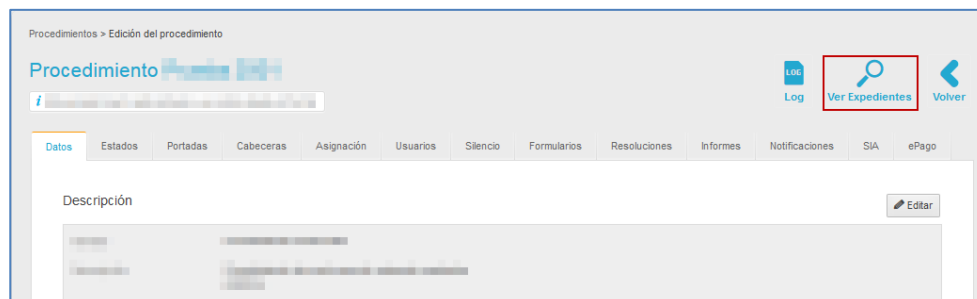 Procedimientos > Edición del procedimiento
Procedimiento
LOG
Log
Ver Expedientes
Volver
i
Datos Estados Portadas Cabeceras Asignación Usuarios Silencio Formularios Resoluciones Informes Notificaciones SIA ePago
Descripción
Editar